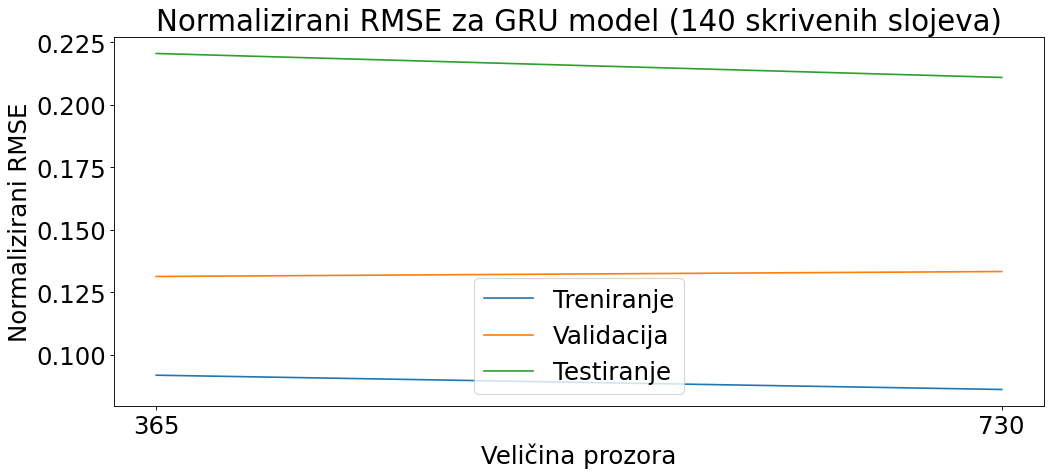 Normalizirani RMSE za GRU model (140 skrivenih slojeva)
Normalizirani RMSE
0.225
0.200
0.175
0.150
0.125
0.100
Treniranje
Validacija
Testiranje
365
730
Veličina prozora